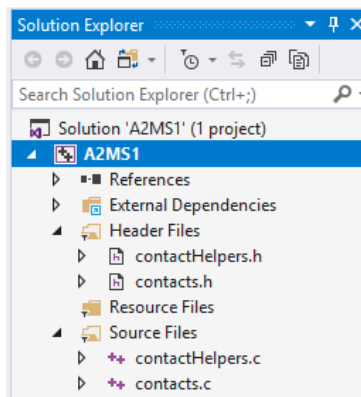 Solution Explorer
Search Solution Explorer (Ctrl+;)
Solution 'A2MS1' (1 project)
A2MS1
References
External Dependencies
Header Files
contactHelpers.h
contacts.h
Resource Files
Source Files
contactHelpers.c
contacts.c